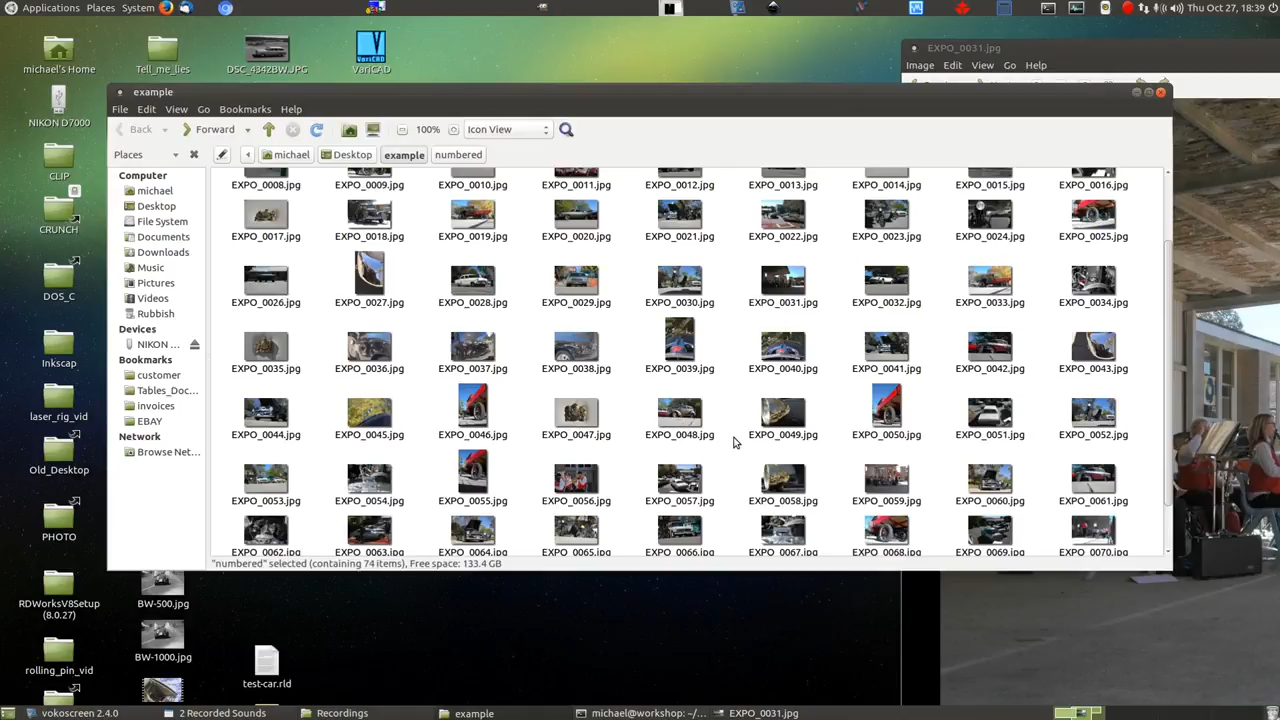 Applications Places System
Thu Oct 27, 18:39
michael's Home
Tell_me_lies
DSC_4342BW.JPG
VariCAD
VariCAD
NIKON D7000
CLIP
CRUNCH
DOS_C
Inkscap
laser_rig_vid
Old_Desktop
PHOTO
RDWorksV8Setup
(8.0.27)
BW-500.jpg
rolling_pin_vid
BW-1000.jpg
test-car.rld
EXPO_0031.jpg
Image Edit View Go Help
example
File Edit View Go Bookmarks Help
Back Forward 100% Icon View
Places michael Desktop example numbered
Computer
michael
Desktop
File System
Documents
Downloads
Music
Pictures
Videos
Rubbish
Devices
NIKON ...
Bookmarks
customer
Tables_Doc...
invoices
EBAY
Network
Browse Net...
EXPO_0008.jpg EXPO_0009.jpg EXPO_0010.jpg EXPO_0011.jpg EXPO_0012.jpg EXPO_0013.jpg EXPO_0014.jpg EXPO_0015.jpg EXPO_0016.jpg
EXPO_0017.jpg EXPO_0018.jpg EXPO_0019.jpg EXPO_0020.jpg EXPO_0021.jpg EXPO_0022.jpg EXPO_0023.jpg EXPO_0024.jpg EXPO_0025.jpg
EXPO_0026.jpg EXPO_0027.jpg EXPO_0028.jpg EXPO_0029.jpg EXPO_0030.jpg EXPO_0031.jpg EXPO_0032.jpg EXPO_0033.jpg EXPO_0034.jpg
EXPO_0035.jpg EXPO_0036.jpg EXPO_0037.jpg EXPO_0038.jpg EXPO_0039.jpg EXPO_0040.jpg EXPO_0041.jpg EXPO_0042.jpg EXPO_0043.jpg
EXPO_0044.jpg EXPO_0045.jpg EXPO_0046.jpg EXPO_0047.jpg EXPO_0048.jpg EXPO_0049.jpg EXPO_0050.jpg EXPO_0051.jpg EXPO_0052.jpg
EXPO_0053.jpg EXPO_0054.jpg EXPO_0055.jpg EXPO_0056.jpg EXPO_0057.jpg EXPO_0058.jpg EXPO_0059.jpg EXPO_0060.jpg EXPO_0061.jpg
EXPO_0062.jpg EXPO_0063.jpg EXPO_0064.jpg EXPO_0065.jpg EXPO_0066.jpg EXPO_0067.jpg EXPO_0068.jpg EXPO_0069.jpg EXPO_0070.jpg
"numbered" selected (containing 74 items), Free space: 133.4 GB
vokoscreen 2.4.0 2 Recorded Sounds Recordings example michael@workshop: ~/... EXPO_0031.jpg